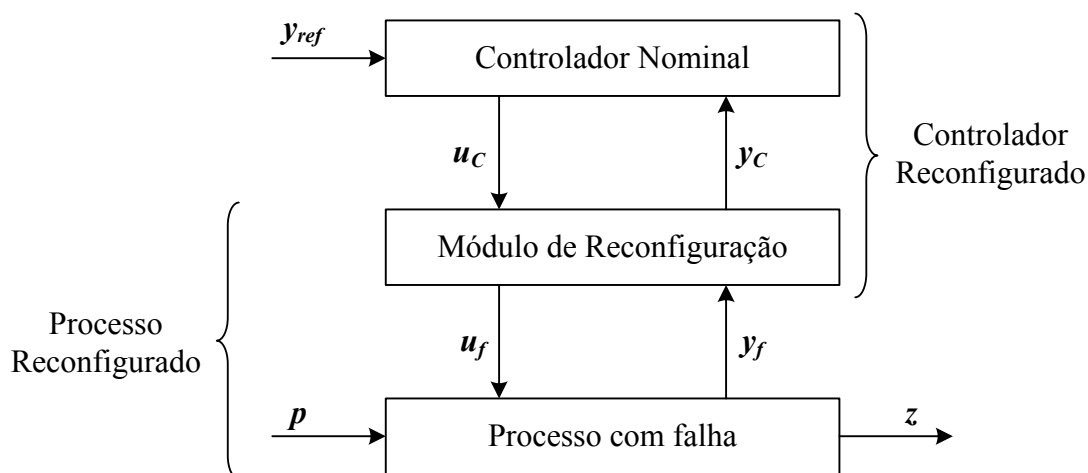 y_ref
Controlador Nominal
u_C
y_C
Controlador
Reconfigurado
Módulo de Reconfiguração
Processo
Reconfigurado
u_f
y_f
p
Processo com falha
z